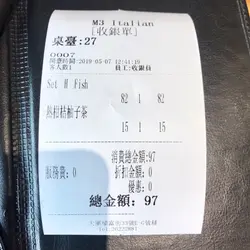 M3 Italian
[收銀單]
桌臺:27
0007
開單時間:2019-05-07 12:44:10
客人數1 員工:收銀員
Set H Fish
82 1 82
熱柑桔柚子茶
15 1 15
消費總金額:97
服務費:0 折扣金額:0
優惠:0
總金額: 97
Tel:36222091